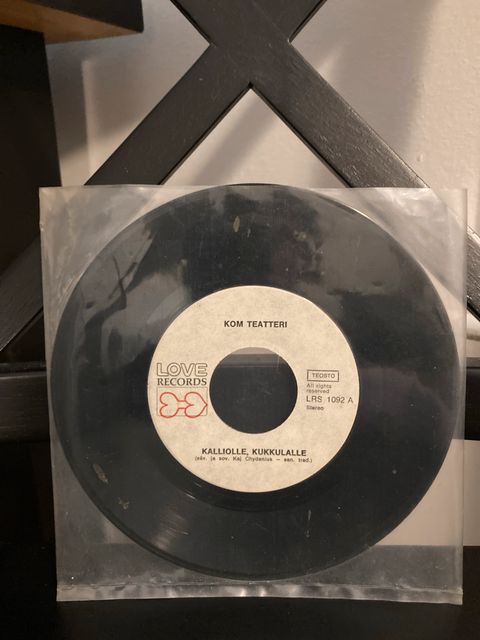 KOM TEATTERI
LOVE
RECORDS
TEOSTO
All rights
reserved
LRS 1092 A
Stereo
KALLIOLLE, KUKKULALLE
(säv. ja sov. Kaj Chydenius — san. trad.)